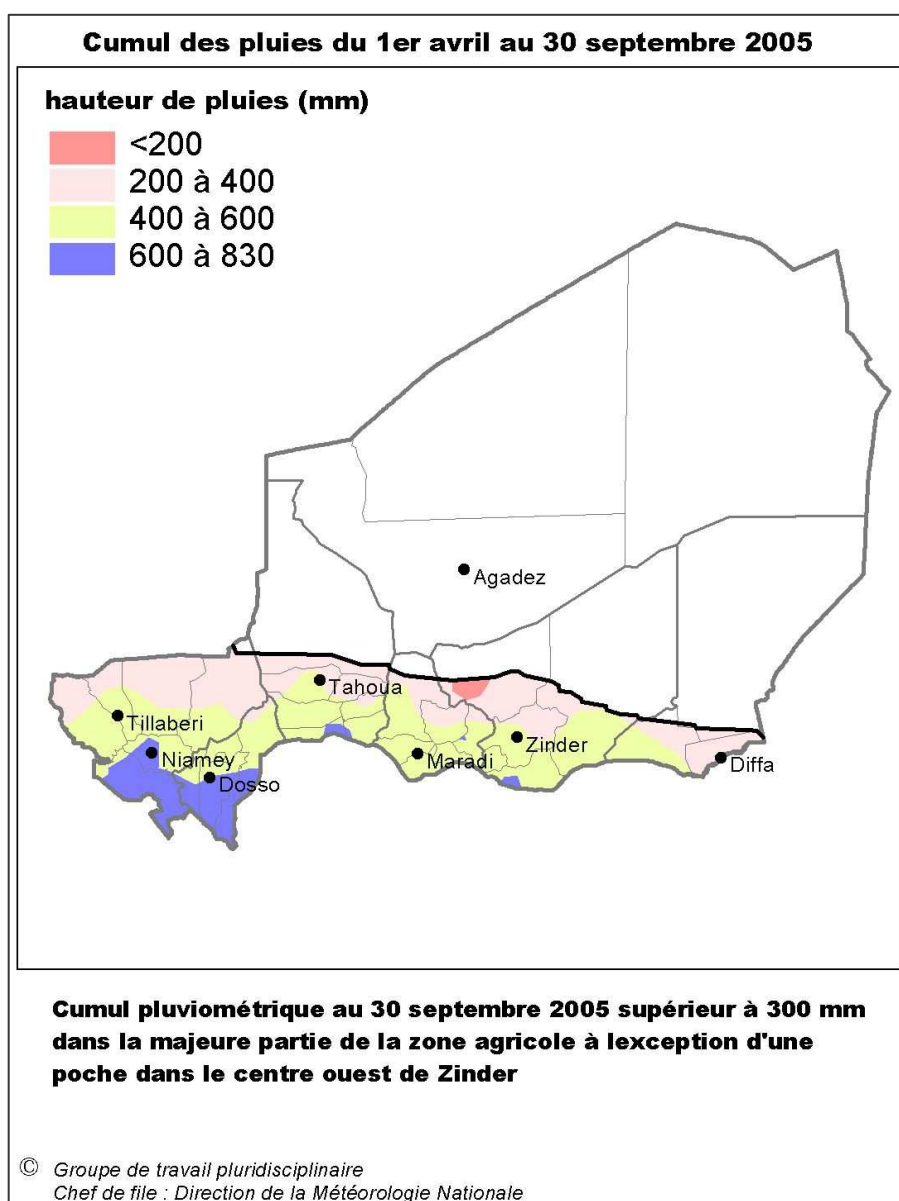 Cumul des pluies du 1er avril au 30 septembre 2005
hauteur de pluies (mm)
<200
200 à 400
400 à 600
600 à 830
Agadez
Tahoua
Tillaberi
Niamey
Dosso
Maradi
Zinder
Diffa
Cumul pluviométrique au 30 septembre 2005 supérieur à 300 mm
dans la majeure partie de la zone agricole à lexception d'une
poche dans le centre ouest de Zinder
© Groupe de travail pluridisciplinaire
Chef de file : Direction de la Météorologie Nationale